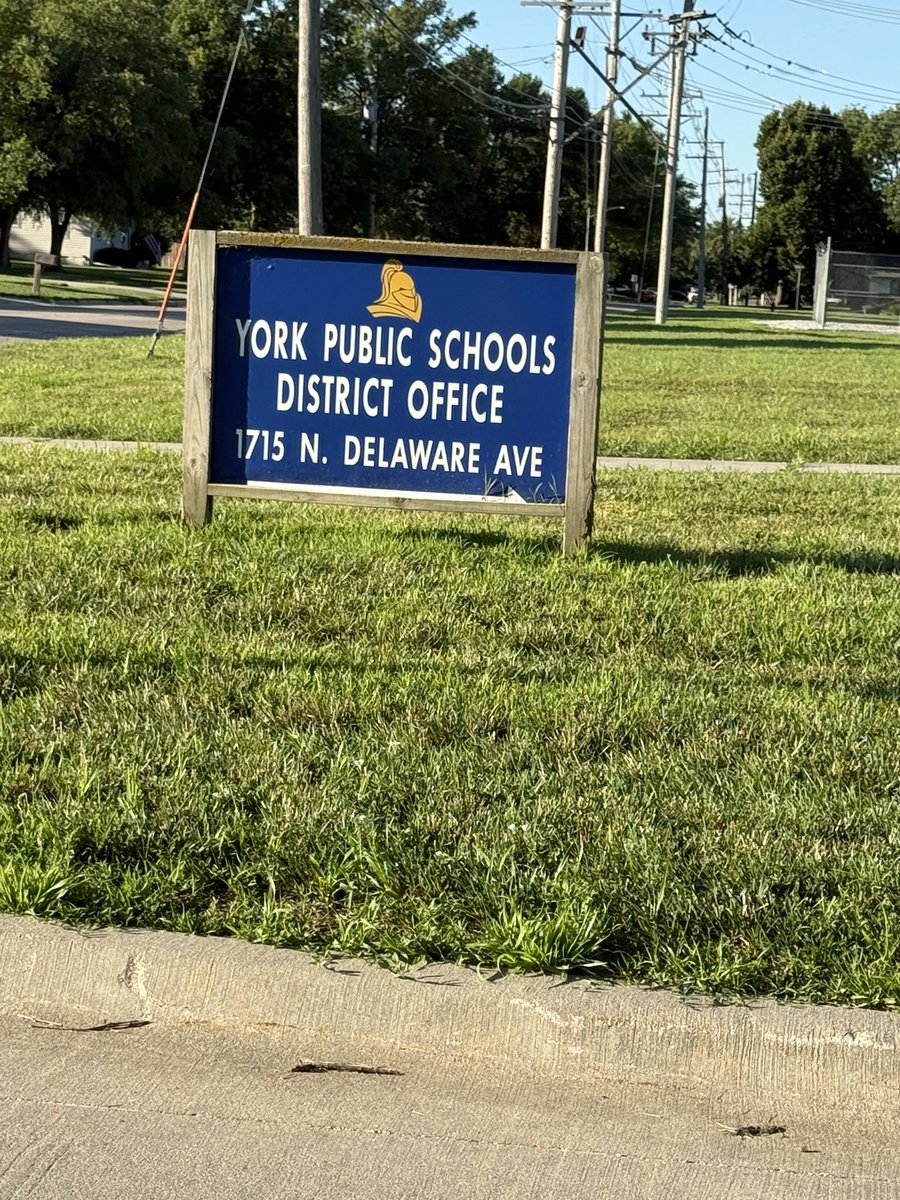 YORK PUBLIC SCHOOLS
DISTRICT OFFICE
1715 N. DELAWARE AVE